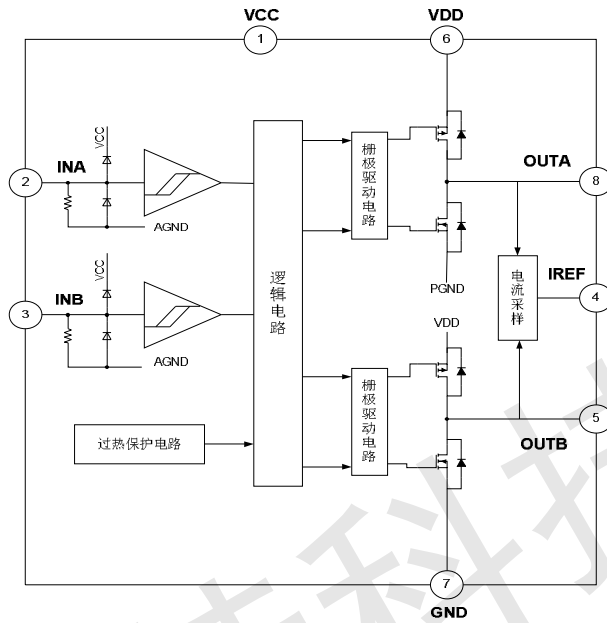 VCC
VDD
1
6
VCC
INA
2
AGND
栅极驱动电路
OUTA
8
PGND
逻辑电路
电流采样
IREF
4
VCC
INB
3
AGND
VDD
栅极驱动电路
5
OUTB
过热保护电路
7
GND
科技